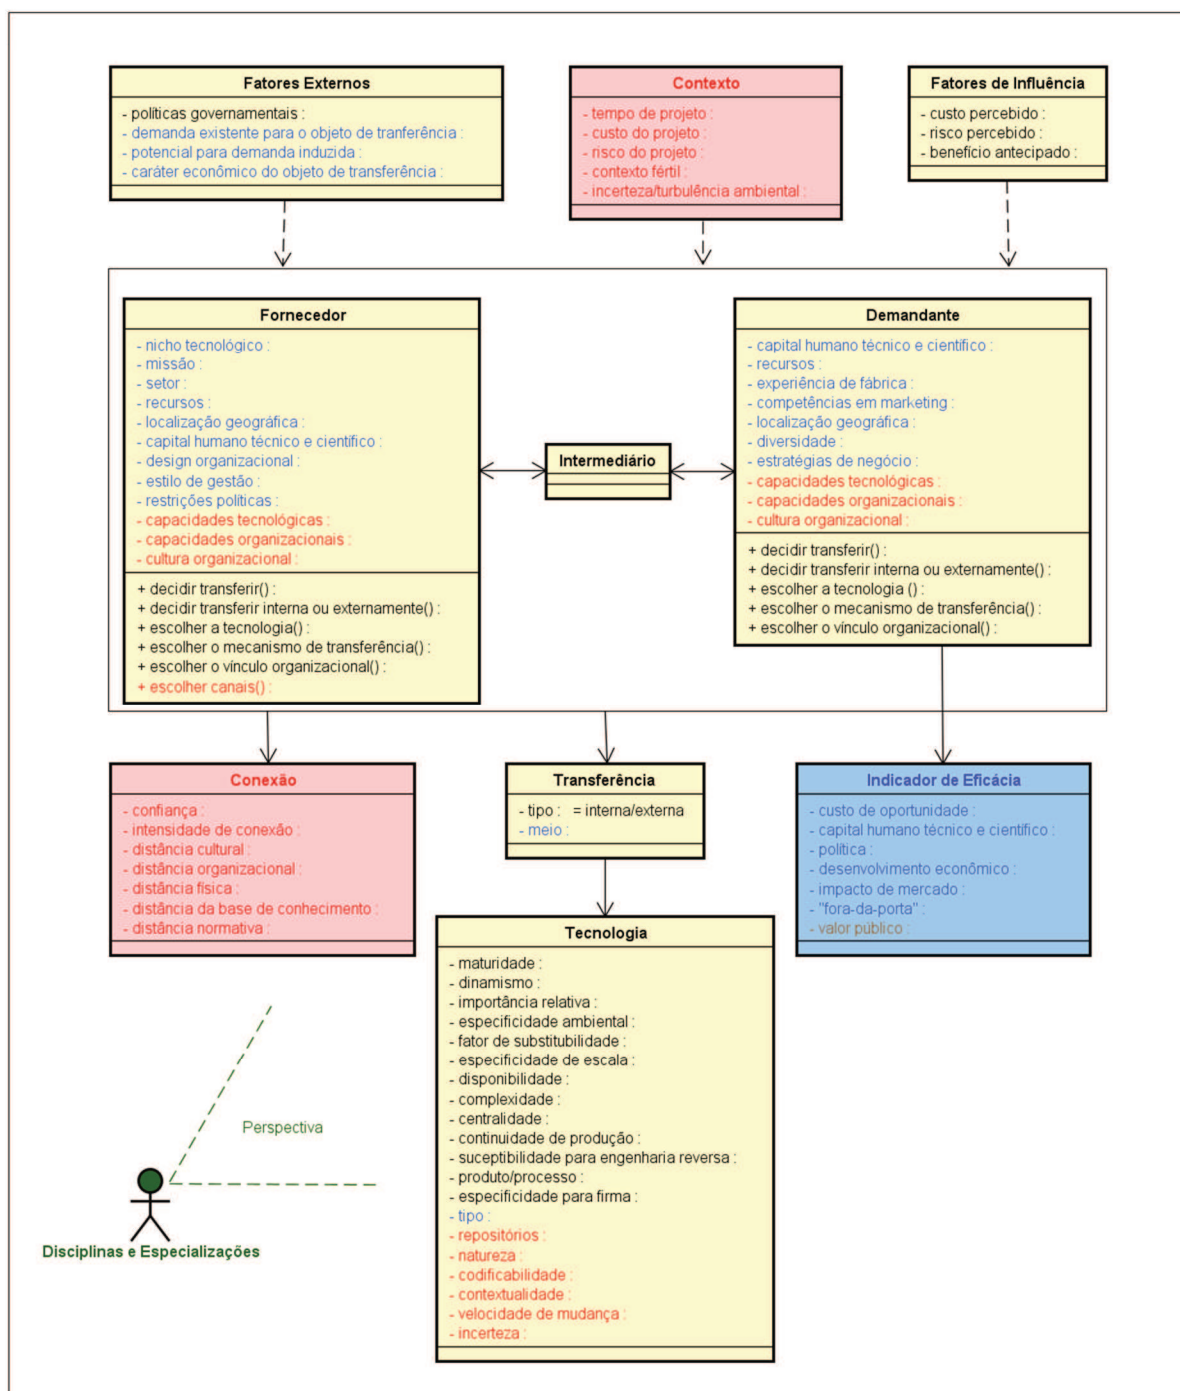 Fatores Externos
- políticas governamentais :
- demanda existente para o objeto de tranferência :
- potencial para demanda induzida :
- caráter econômico do objeto de transferência :
Contexto
- tempo de projeto :
- custo do projeto :
- risco do projeto :
- contexto fértil :
- incerteza/turbulência ambiental :
Fatores de Influência
- custo percebido :
- risco percebido :
- benefício antecipado :
Fornecedor
- nicho tecnológico :
- missão :
- setor :
- recursos :
- localização geográfica :
- capital humano técnico e científico :
- design organizacional :
- estilo de gestão :
- restrições políticas :
- capacidades tecnológicas :
- capacidades organizacionais :
- cultura organizacional :
+ decidir transferir() :
+ decidir transferir interna ou externamente() :
+ escolher a tecnologia() :
+ escolher o mecanismo de transferência() :
+ escolher o vínculo organizacional() :
+ escolher canais() :
Intermediário
Demandante
- capital humano técnico e científico :
- recursos :
- experiência de fábrica :
- competências em marketing :
- localização geográfica :
- diversidade :
- estratégias de negócio :
- capacidades tecnológicas :
- capacidades organizacionais :
- cultura organizacional :
+ decidir transferir() :
+ decidir transferir interna ou externamente() :
+ escolher a tecnologia () :
+ escolher o mecanismo de transferência() :
+ escolher o vínculo organizacional() :
Conexão
- confiança :
- intensidade de conexão :
- distância cultural :
- distância organizacional :
- distância física :
- distância da base de conhecimento :
- distância normativa :
Transferência
- tipo : = interna/externa
- meio :
Indicador de Eficácia
- custo de oportunidade :
- capital humano técnico e científico :
- política :
- desenvolvimento econômico :
- impacto de mercado :
- "fora-da-porta" :
- valor público :
Tecnologia
- maturidade :
- dinamismo :
- importância relativa :
- especificidade ambiental :
- fator de substitubilidade :
- especificidade de escala :
- disponibilidade :
- complexidade :
- centralidade :
- continuidade de produção :
- suceptibilidade para engenharia reversa :
- produto/processo :
- especificidade para firma :
- tipo :
- repositórios :
- natureza :
- codificabilidade :
- contextualidade :
- velocidade de mudança :
- incerteza :
Perspectiva
Disciplinas e Especializações